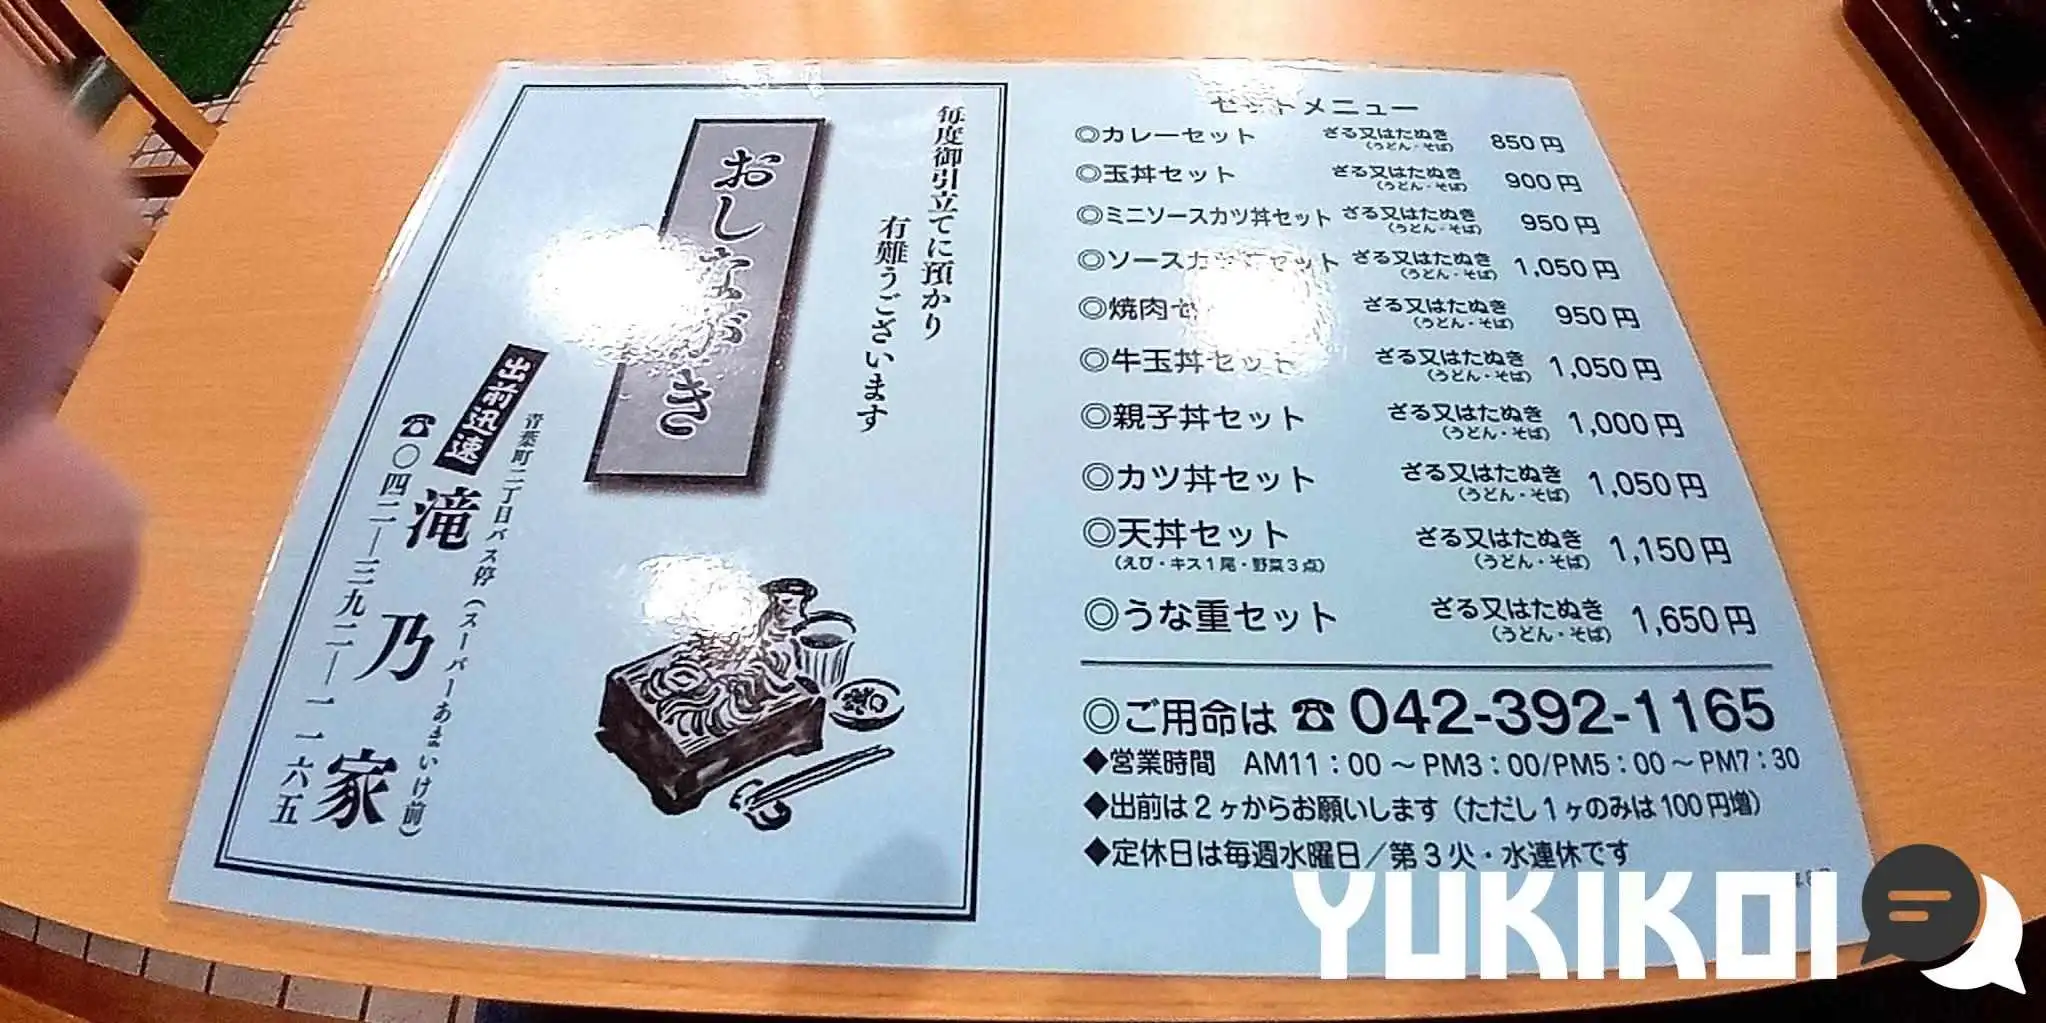 毎度御引立てに預かり
有難うございます
おしながき
出前迅速
青葉町二丁目バス停（スーパーあまいけ前）
滝乃家
☎〇四二―三九二―一一六五
セットメニュー
◎カレーセット ざる又はたぬき（うどん・そば） 850円
◎玉丼セット ざる又はたぬき（うどん・そば） 900円
◎ミニソースカツ丼セット ざる又はたぬき（うどん・そば） 950円
◎ソースカツ丼セット ざる又はたぬき（うどん・そば） 1,050円
◎焼肉セ ざる又はたぬき（うどん・そば） 950円
◎牛玉丼セット ざる又はたぬき（うどん・そば） 1,050円
◎親子丼セット ざる又はたぬき（うどん・そば） 1,000円
◎カツ丼セット ざる又はたぬき（うどん・そば） 1,050円
◎天丼セット ざる又はたぬき（うどん・そば） 1,150円
（えび・キス1尾・野菜3点）
◎うな重セット ざる又はたぬき（うどん・そば） 1,650円
◎ご用命は ☎ 042-392-1165
◆営業時間 AM11：00～PM3：00/PM5：00～PM7：30
◆出前は2ヶからお願いします（ただし1ヶのみは100円増）
◆定休日は毎週水曜日／第3火・水連休です
YUKIKOI